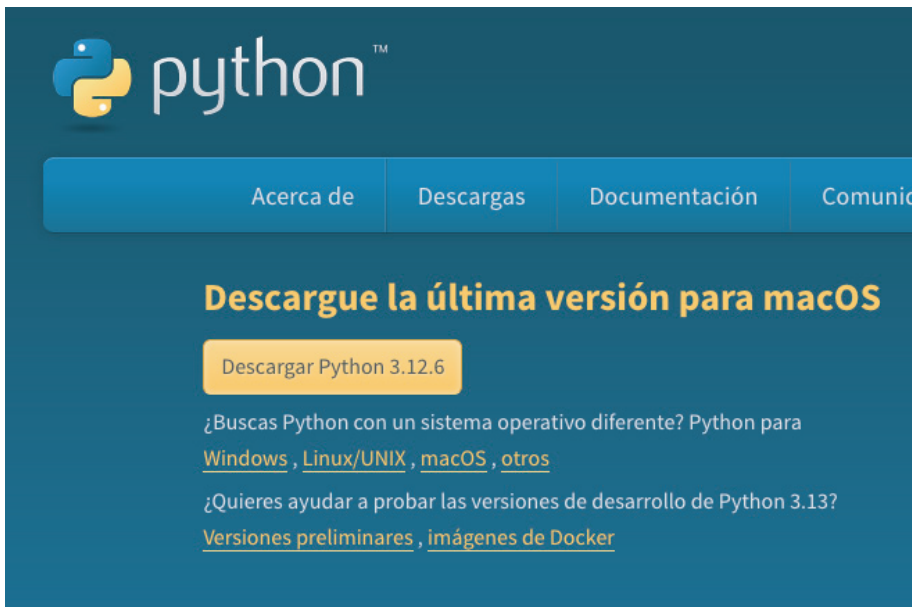 python™
Acerca de Descargas Documentación Comunic
Descargue la última versión para macOS
Descargar Python 3.12.6
¿Buscas Python con un sistema operativo diferente? Python para
Windows , Linux/UNIX , macOS , otros
¿Quieres ayudar a probar las versiones de desarrollo de Python 3.13?
Versiones preliminares , imágenes de Docker